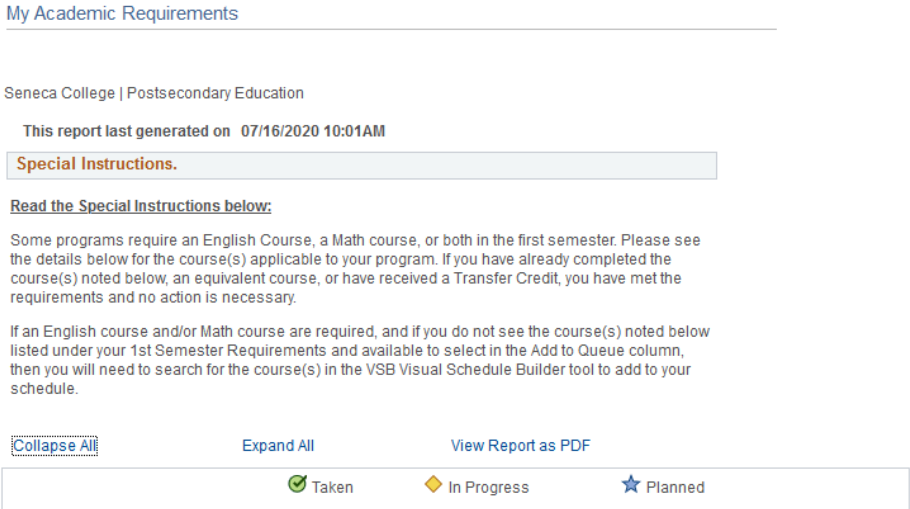 My Academic Requirements
Seneca College | Postsecondary Education
This report last generated on 07/16/2020 10:01AM
Special Instructions.
Read the Special Instructions below:
Some programs require an English Course, a Math course, or both in the first semester. Please see
the details below for the course(s) applicable to your program. If you have already completed the
course(s) noted below, an equivalent course, or have received a Transfer Credit, you have met the
requirements and no action is necessary.
If an English course and/or Math course are required, and if you do not see the course(s) noted below
listed under your 1st Semester Requirements and available to select in the Add to Queue column,
then you will need to search for the course(s) in the VSB Visual Schedule Builder tool to add to your
schedule.
Collapse All Expand All View Report as PDF
Taken In Progress Planned